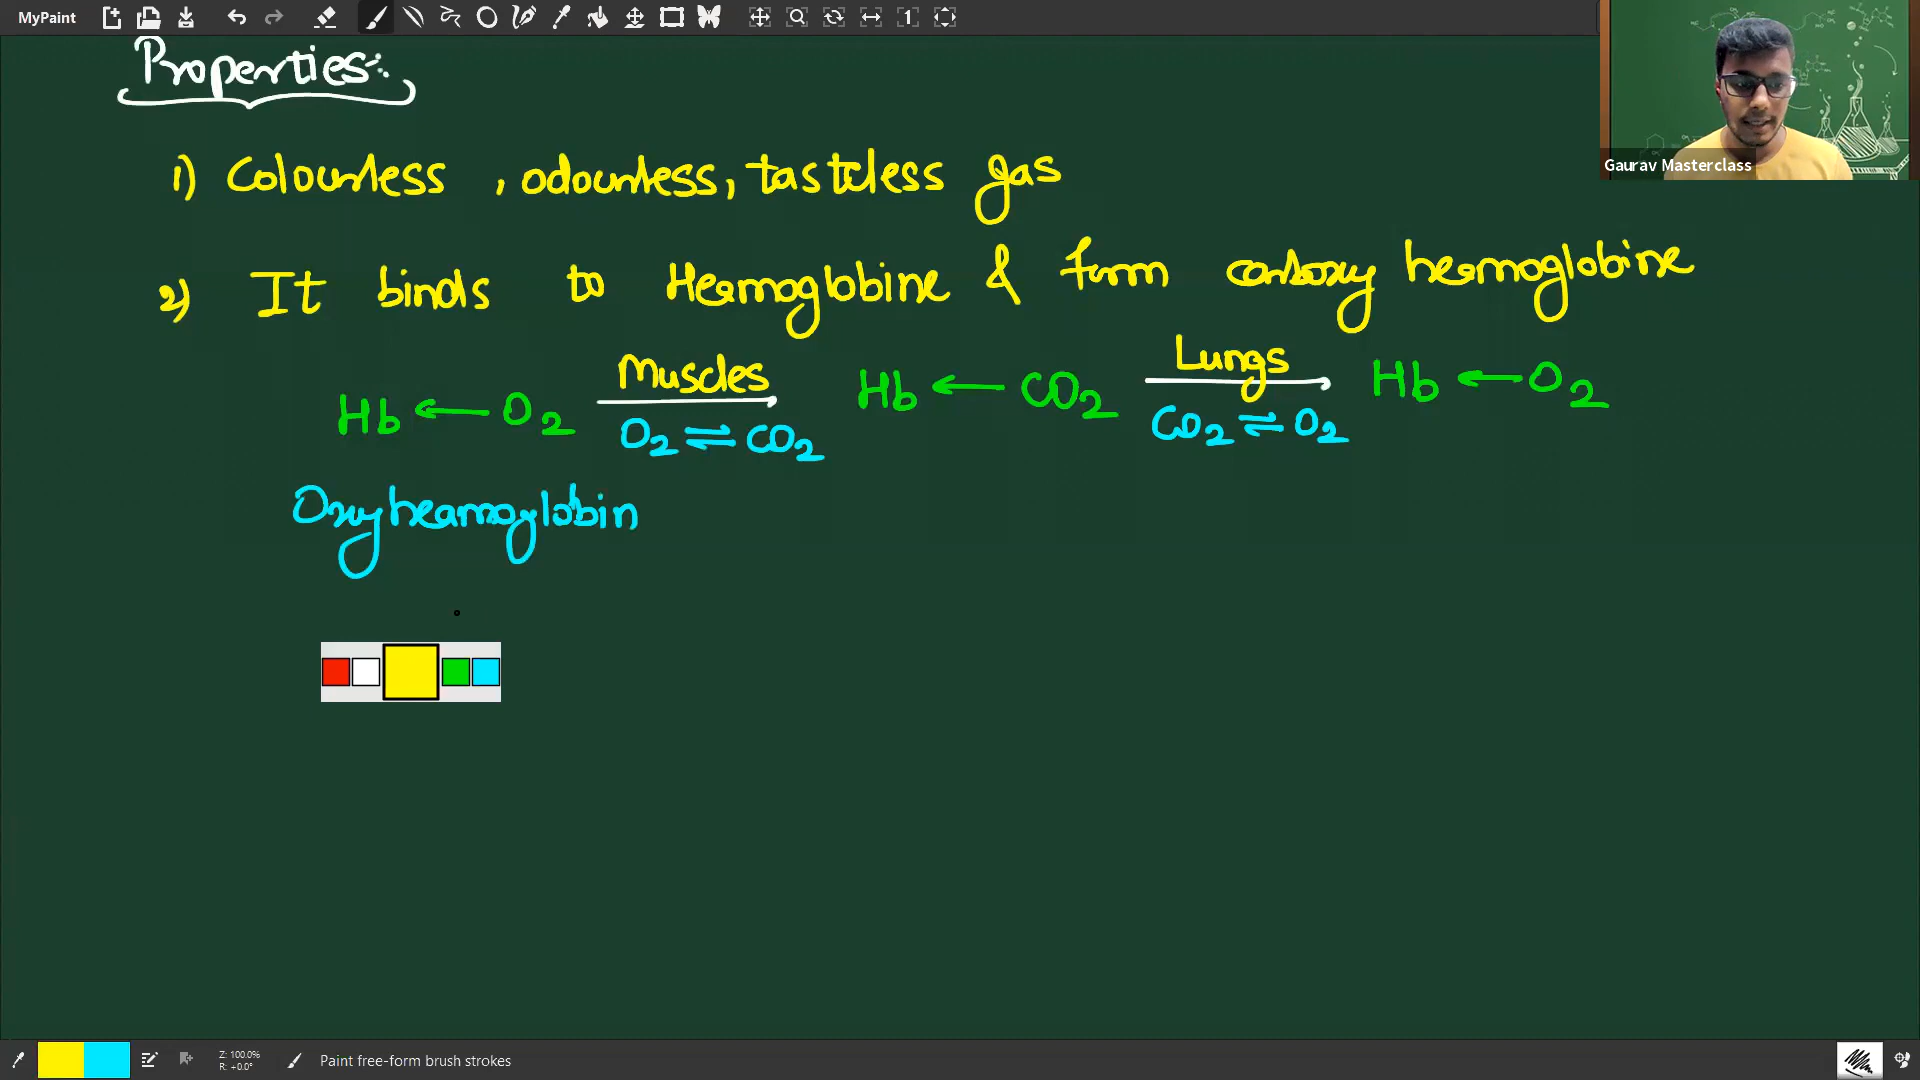 MyPaint
Gaurav Masterclass
Properties:
1) Colourless , odourless, tasteless gas
2) It binds to Heamoglobine & form carboxy heamoglobine
Hb ← O2 Muscles O2 ⇌ CO2 Hb ← CO2 Lungs CO2 ⇌ O2 Hb ← O2
Oxyheamoglobin
Z: 100.0%
R: +0.0°
Paint free-form brush strokes